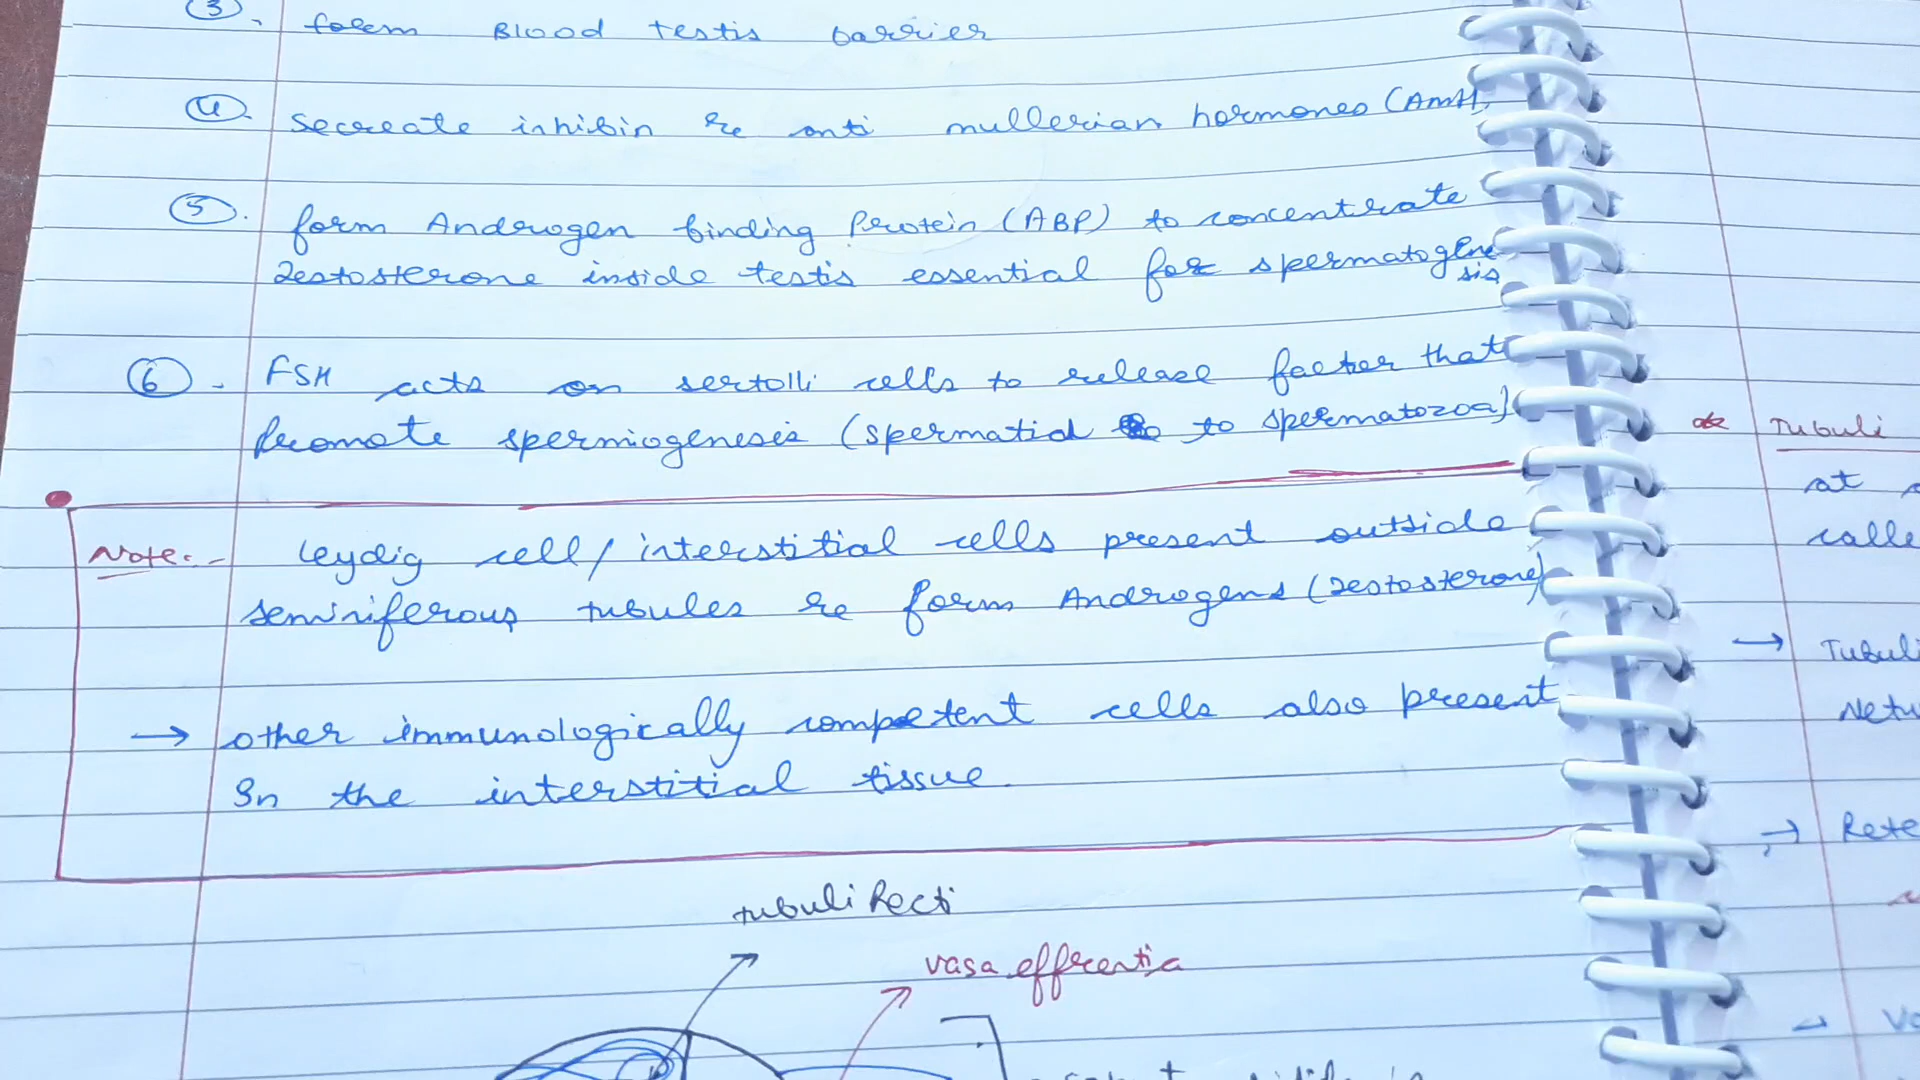 3. form Blood testis barrier
4. secreate inhibin & anti mullerian hormones (AMH)
5. form Androgen binding Protein (ABP) to concentrate
Testosterone inside testis essential for spermatogene
sis
6. FSH acts on sertolli cells to release factor that
Promote spermiogenesis (spermatid to spermatozoa)
Note:- leydig cell/interstitial cells present outside
seminiferous tubules & form Androgens (Testosterone)
→ other immunologically competent cells also present
In the interstitial tissue.
tubuli Recti
vasa efferentia
Tubuli
at
calle
→ Tubuli
Netw
→ Rete